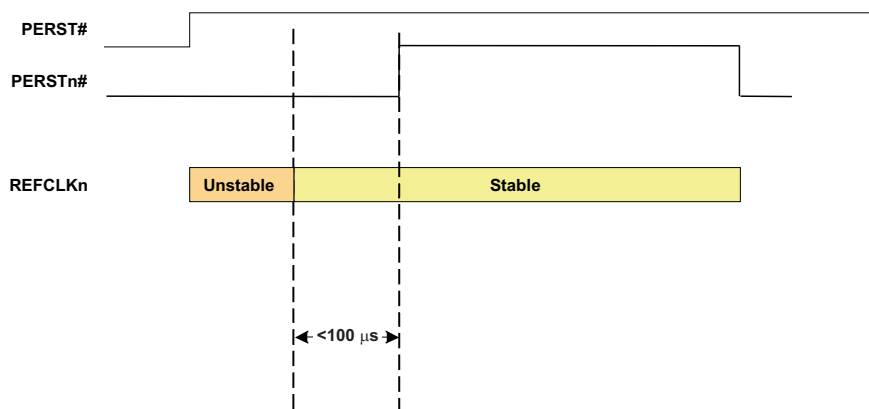 PERST#
PERSTn#
REFCLKn
Unstable
Stable
<100 μs